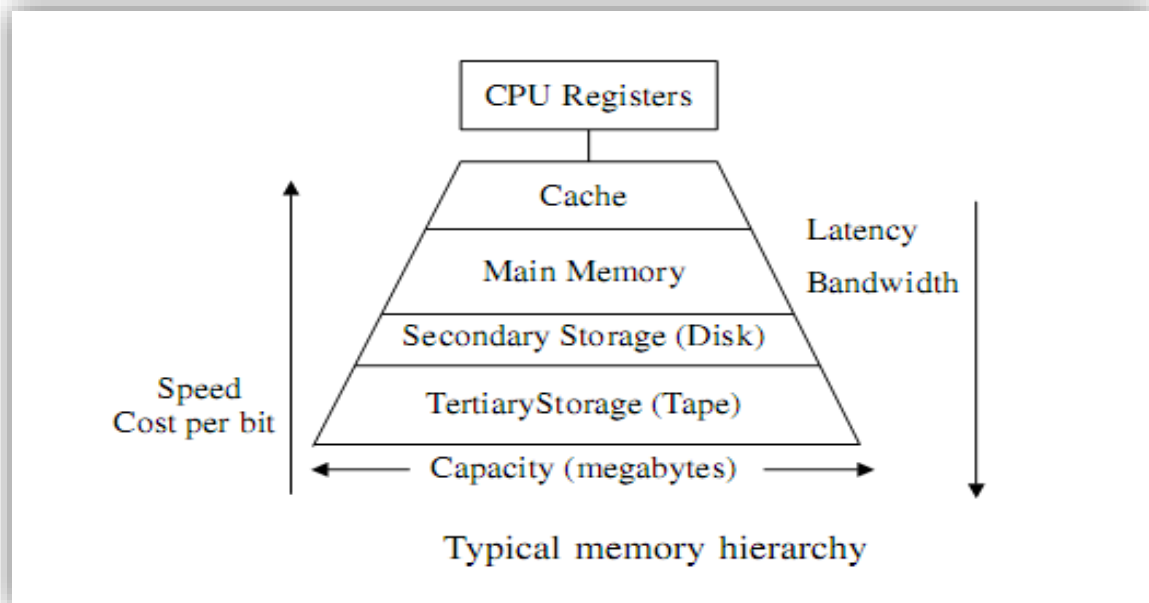 CPU Registers
Cache
Latency
Main Memory
Bandwidth
Secondary Storage (Disk)
Speed
TertiaryStorage (Tape)
Cost per bit
Capacity (megabytes)
Typical memory hierarchy